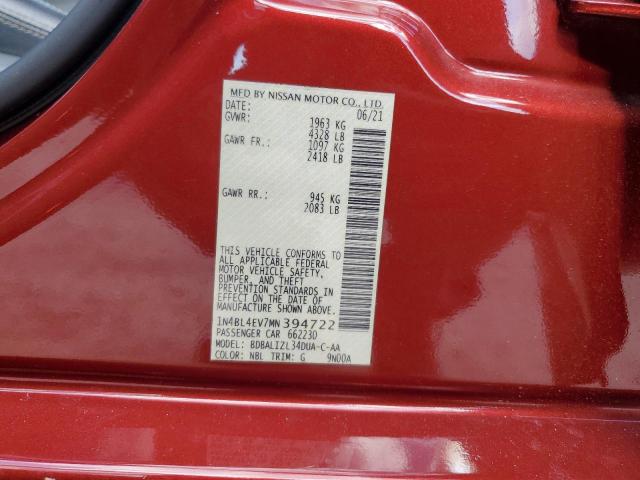 MFD BY NISSAN MOTOR CO., LTD.
DATE: 06/21
GVWR: 1963 KG
4328 LB
GAWR FR.: 1097 KG
2418 LB
GAWR RR.: 945 KG
2083 LB
THIS VEHICLE CONFORMS TO
ALL APPLICABLE FEDERAL
MOTOR VEHICLE SAFETY,
BUMPER, AND THEFT
PREVENTION STANDARDS IN
EFFECT ON THE DATE OF
MANUFACTURE SHOWN ABOVE.
1N4BL4EV7MN394722
PASSENGER CAR 662230
MODEL: BDBALIZL34DUA-C-AA
COLOR: NBL TRIM: G 9N00A